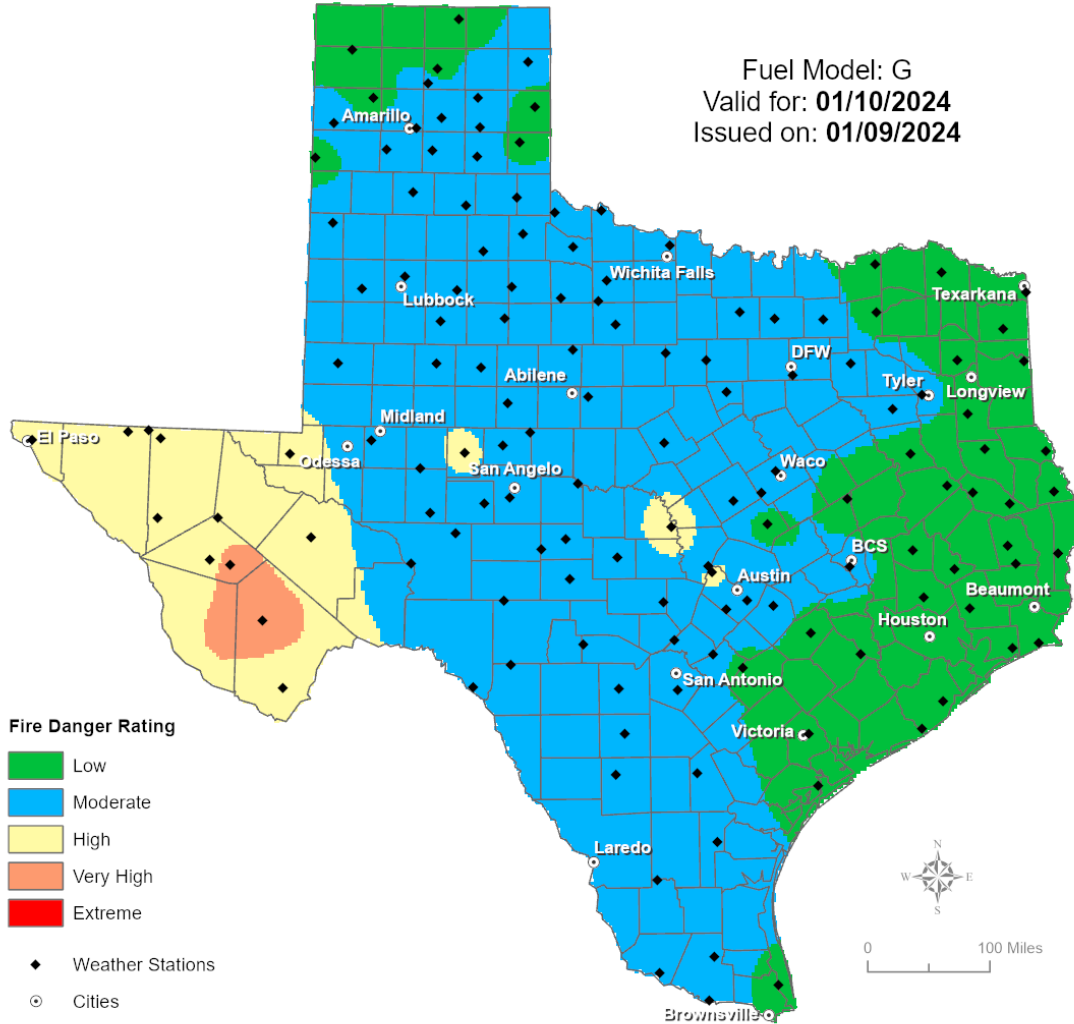 Fuel Model: G
Valid for: 01/10/2024
Issued on: 01/09/2024
Amarillo
Wichita Falls
Lubbock
Texarkana
DFW
Abilene
Tyler
Longview
Midland
El Paso
Odessa
San Angelo
Waco
BCS
Austin
Beaumont
Houston
San Antonio
Victoria
Laredo
Brownsville
Fire Danger Rating
Low
Moderate
High
Very High
Extreme
Weather Stations
Cities
N
W E
S
0 100 Miles